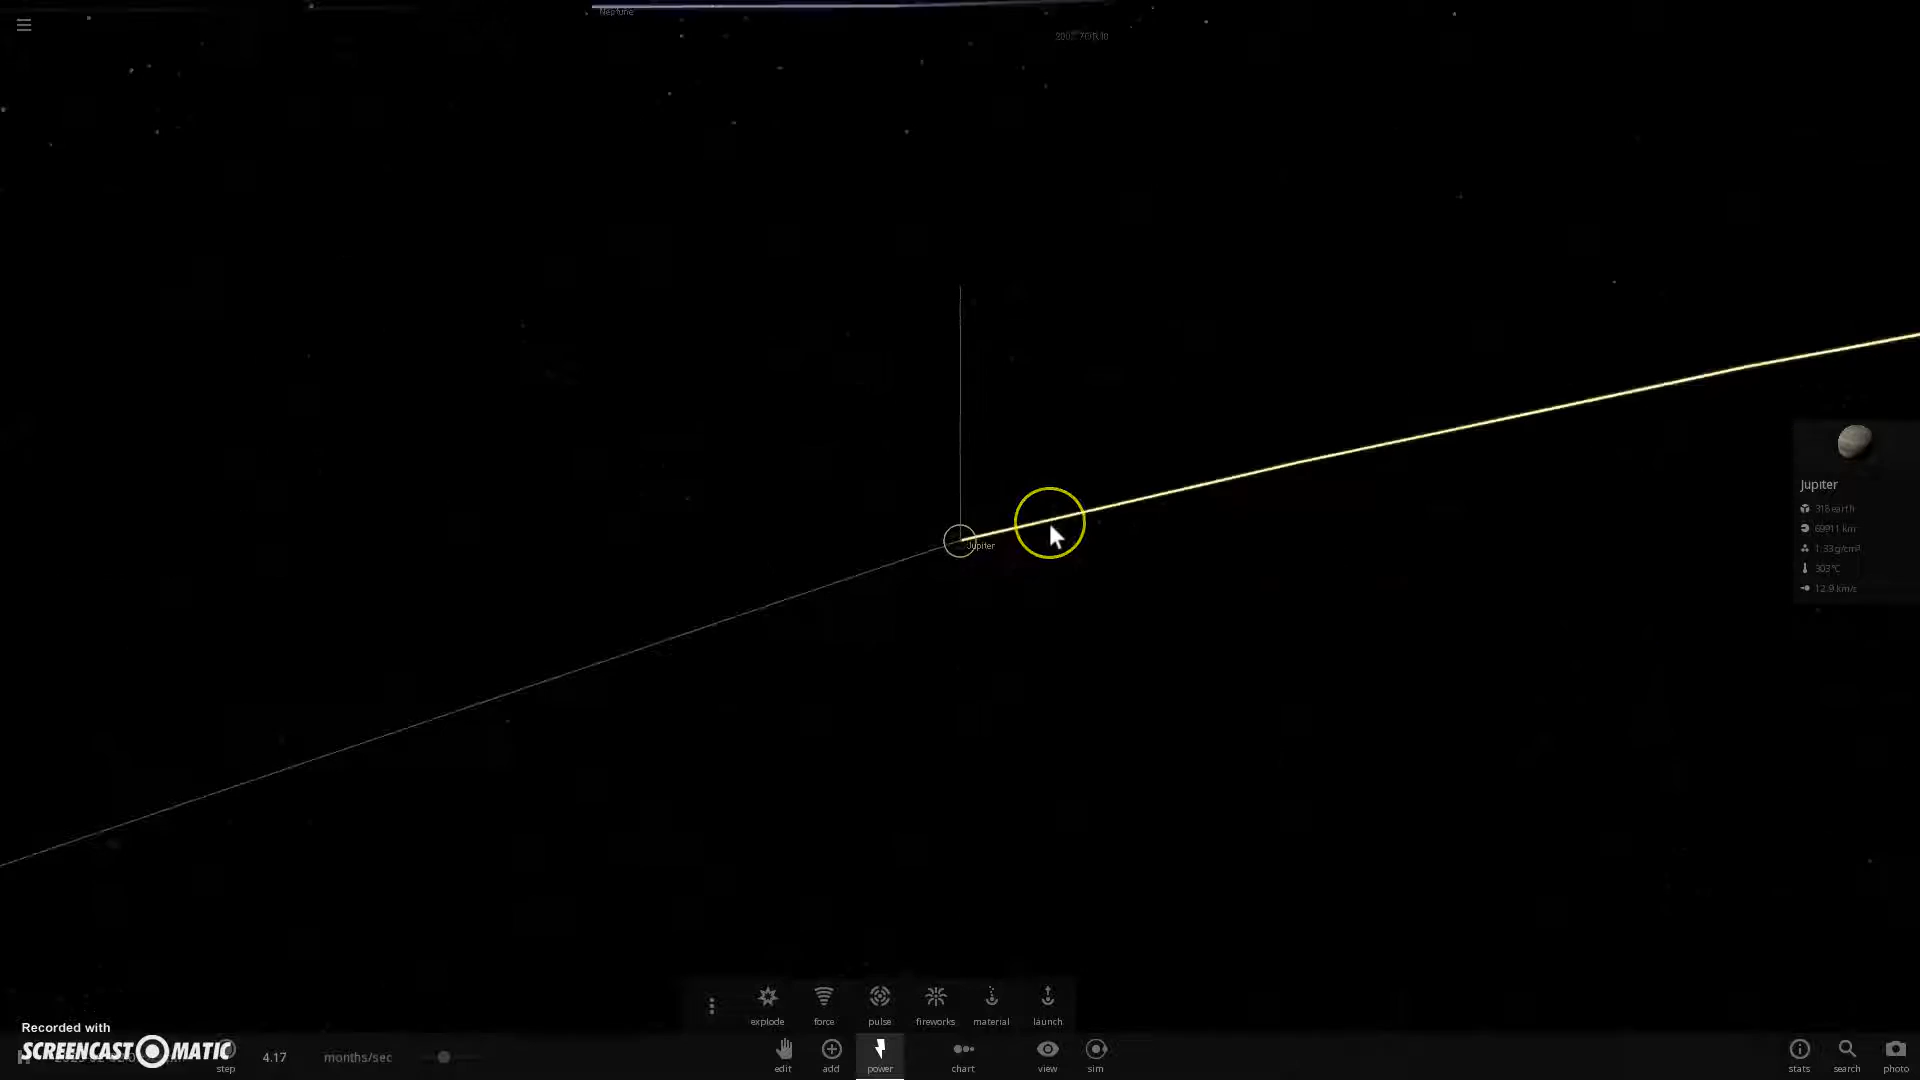 Neptune
Jupiter
Jupiter
318 earth
69911 km
1.33 g/cm³
303 °C
12.9 km/s
explode
force
pulse
fireworks
material
launch
Recorded with
SCREENCAST-O-MATIC
step
4.17
months/sec
edit
add
power
chart
view
sim
stats
search
photo